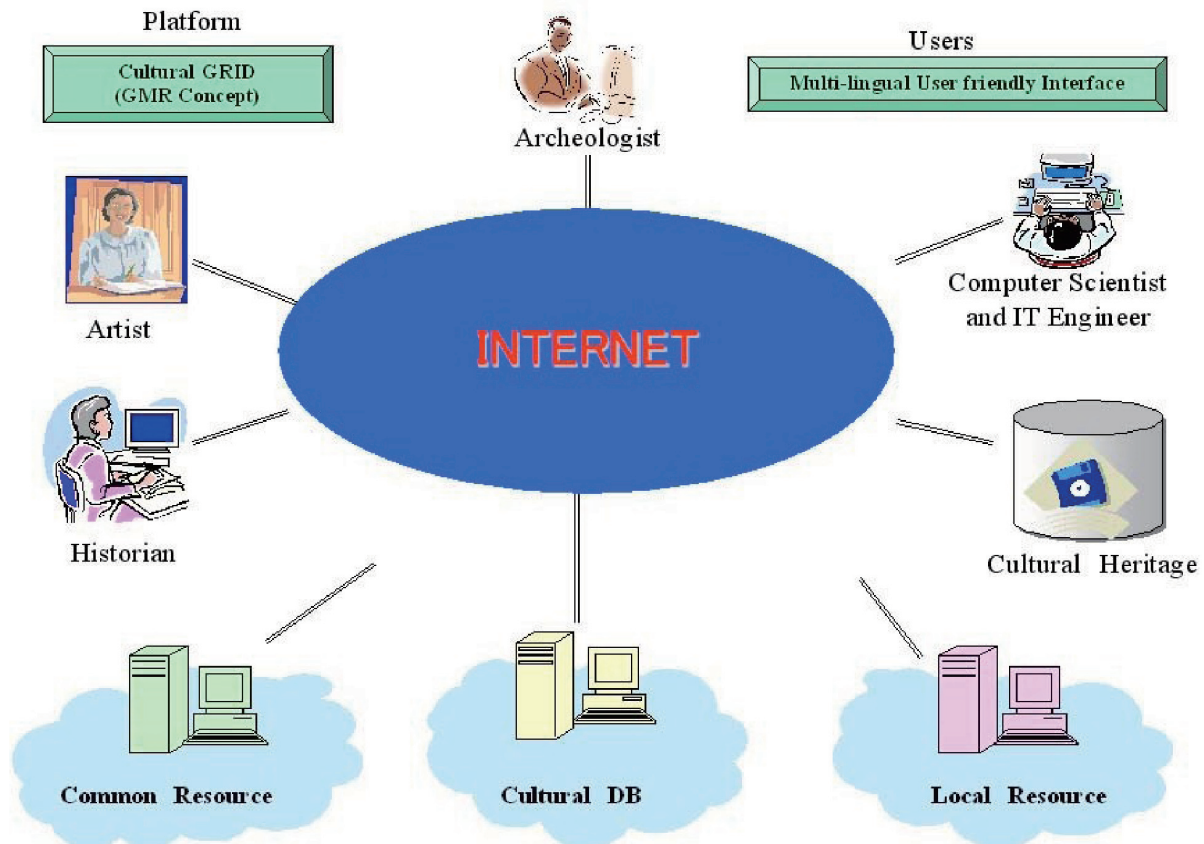 Platform
Cultural GRID
(GMR Concept)
Users
Multi-lingual User friendly Interface
Archeologist
Artist
Computer Scientist
and IT Engineer
INTERNET
Historian
Cultural Heritage
Common Resource
Cultural DB
Local Resource